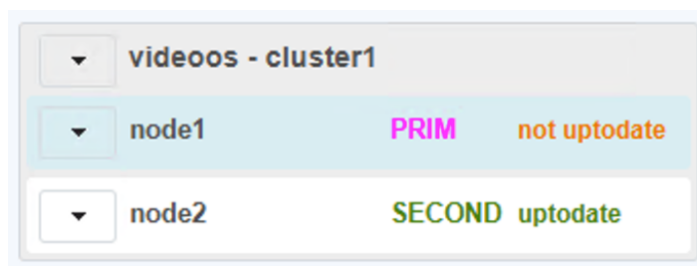 videoos - cluster1
node1 PRIM not uptodate
node2 SECOND uptodate